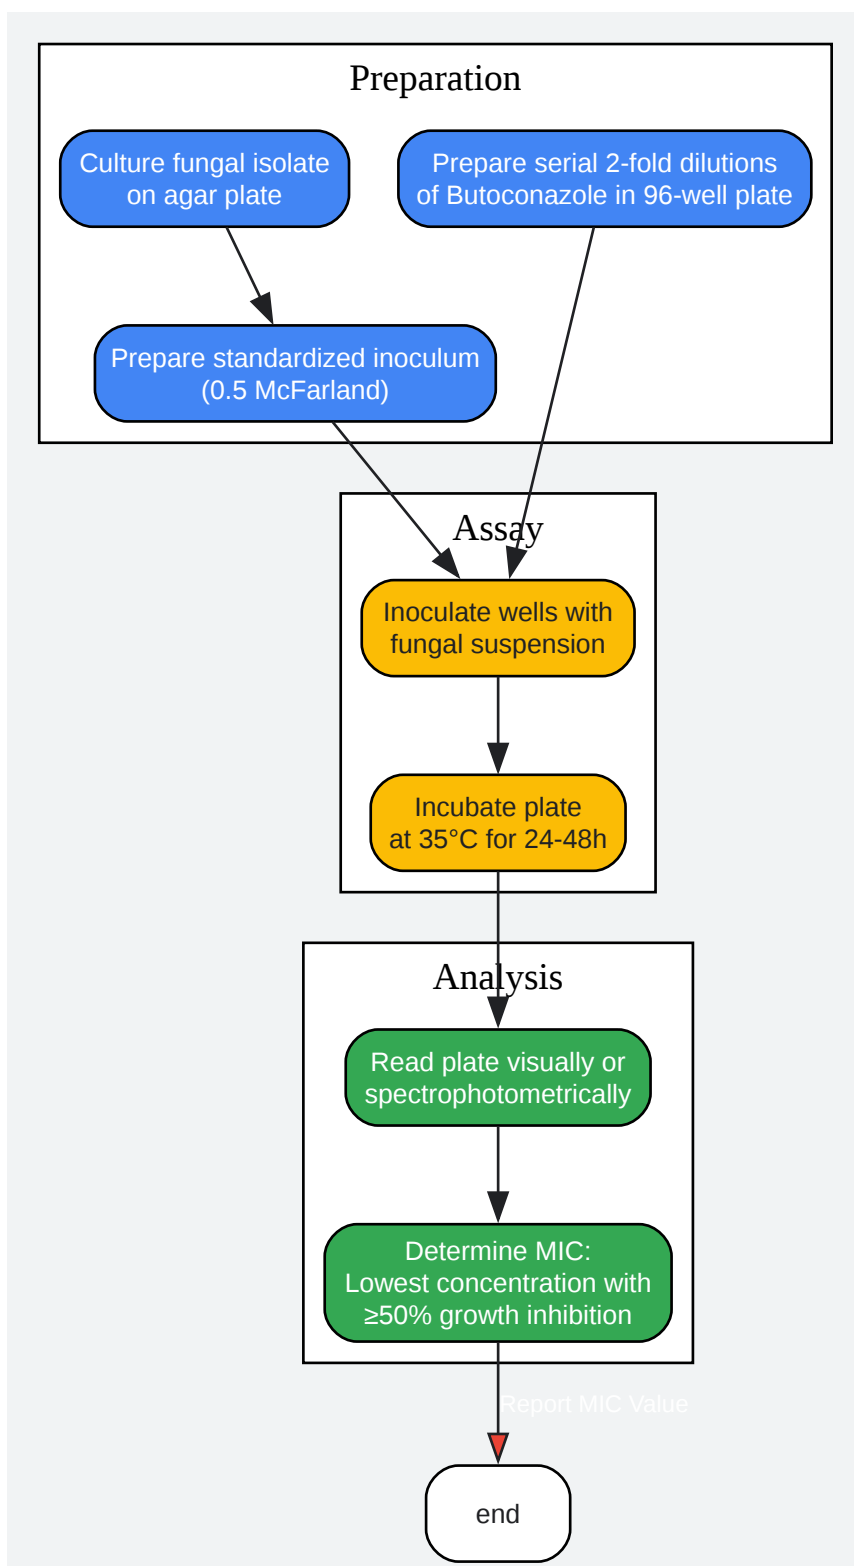 Preparation
Culture fungal isolate
on agar plate
Prepare serial 2-fold dilutions
of Butoconazole in 96-well plate
Prepare standardized inoculum
(0.5 McFarland)
Assay
Inoculate wells with
fungal suspension
Incubate plate
at 35°C for 24-48h
Analysis
Read plate visually or
spectrophotometrically
Determine MIC:
Lowest concentration with
≥50% growth inhibition
Report MIC Value
end